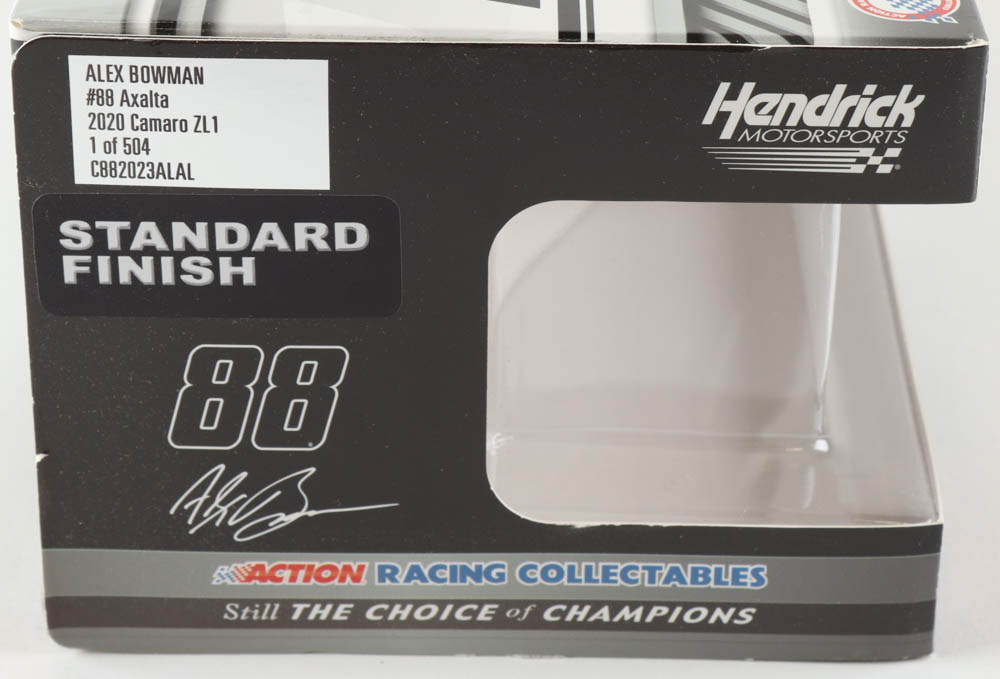 ALEX BOWMAN
#88 Axalta
2020 Camaro ZL1
1 of 504
C882023ALAL
Hendrick
MOTORSPORTS
STANDARD
FINISH
88
ACTION RACING COLLECTABLES
Still THE CHOICE of CHAMPIONS